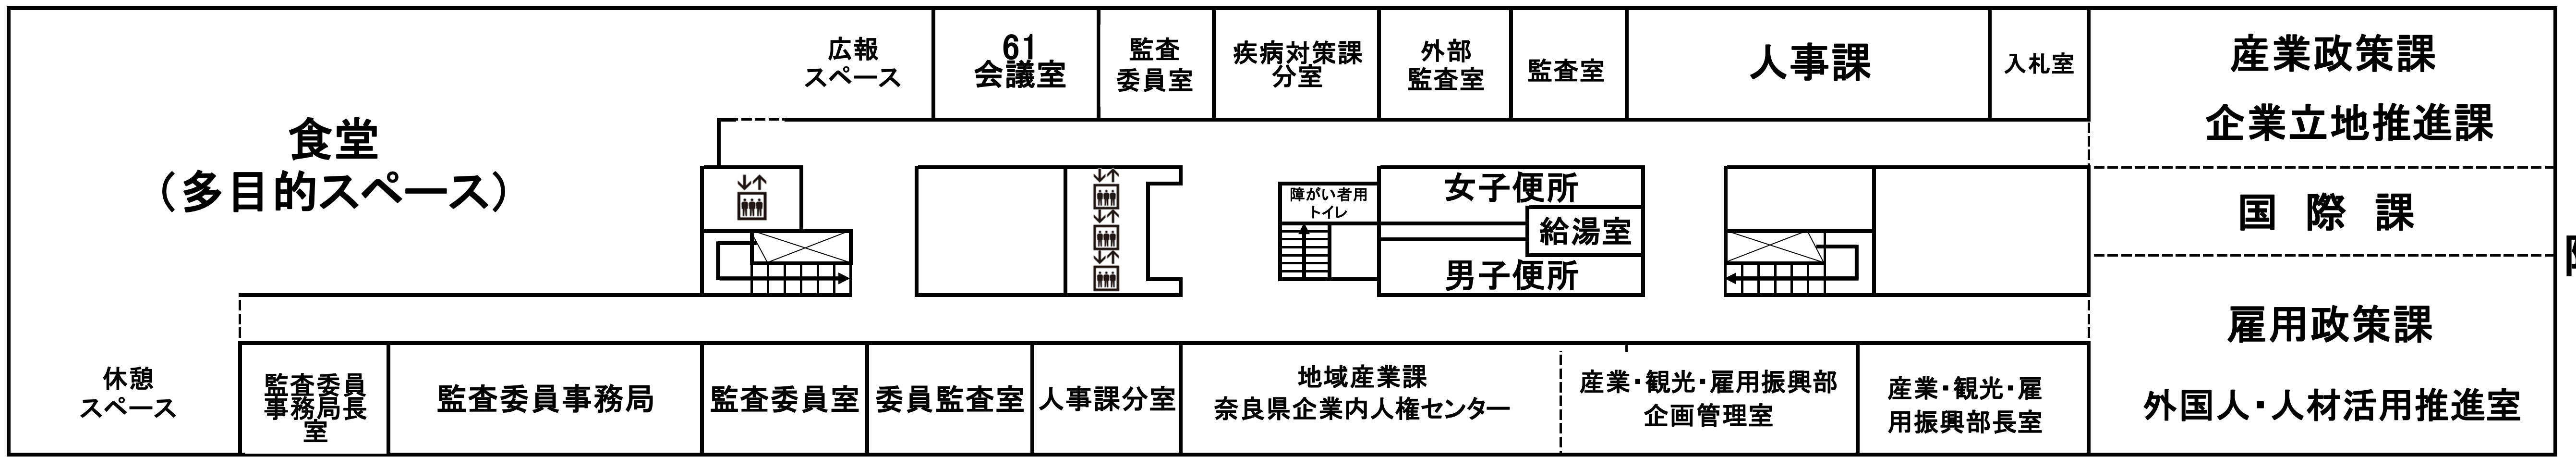 広報
スペース
61
会議室
監査
委員室
疾病対策課
分室
外部
監査室
監査室
人事課
入札室
産業政策課
企業立地推進課
食堂
（多目的スペース）
障がい者用
トイレ
女子便所
給湯室
男子便所
国際課
雇用政策課
外国人・人材活用推進室
休憩
スペース
監査委員
事務局長
室
監査委員事務局
監査委員室
委員監査室
人事課分室
地域産業課
奈良県企業内人権センター
産業・観光・雇用振興部
企画管理室
産業・観光・雇
用振興部長室